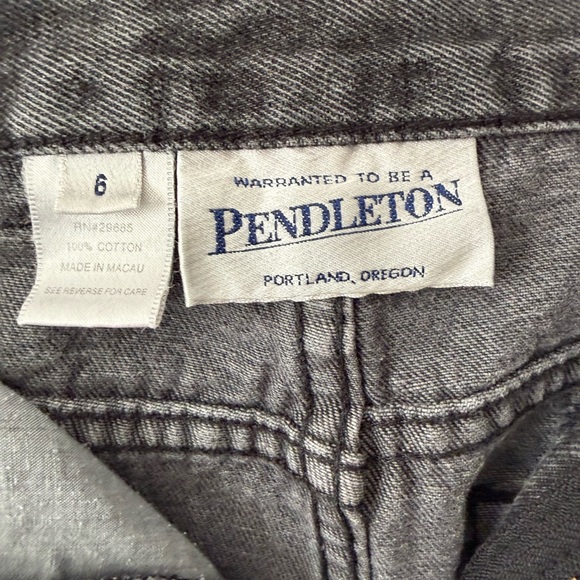 6
RN#29685
100% COTTON
MADE IN MACAU
SEE REVERSE FOR CARE
WARRANTED TO BE A
PENDLETON
PORTLAND, OREGON